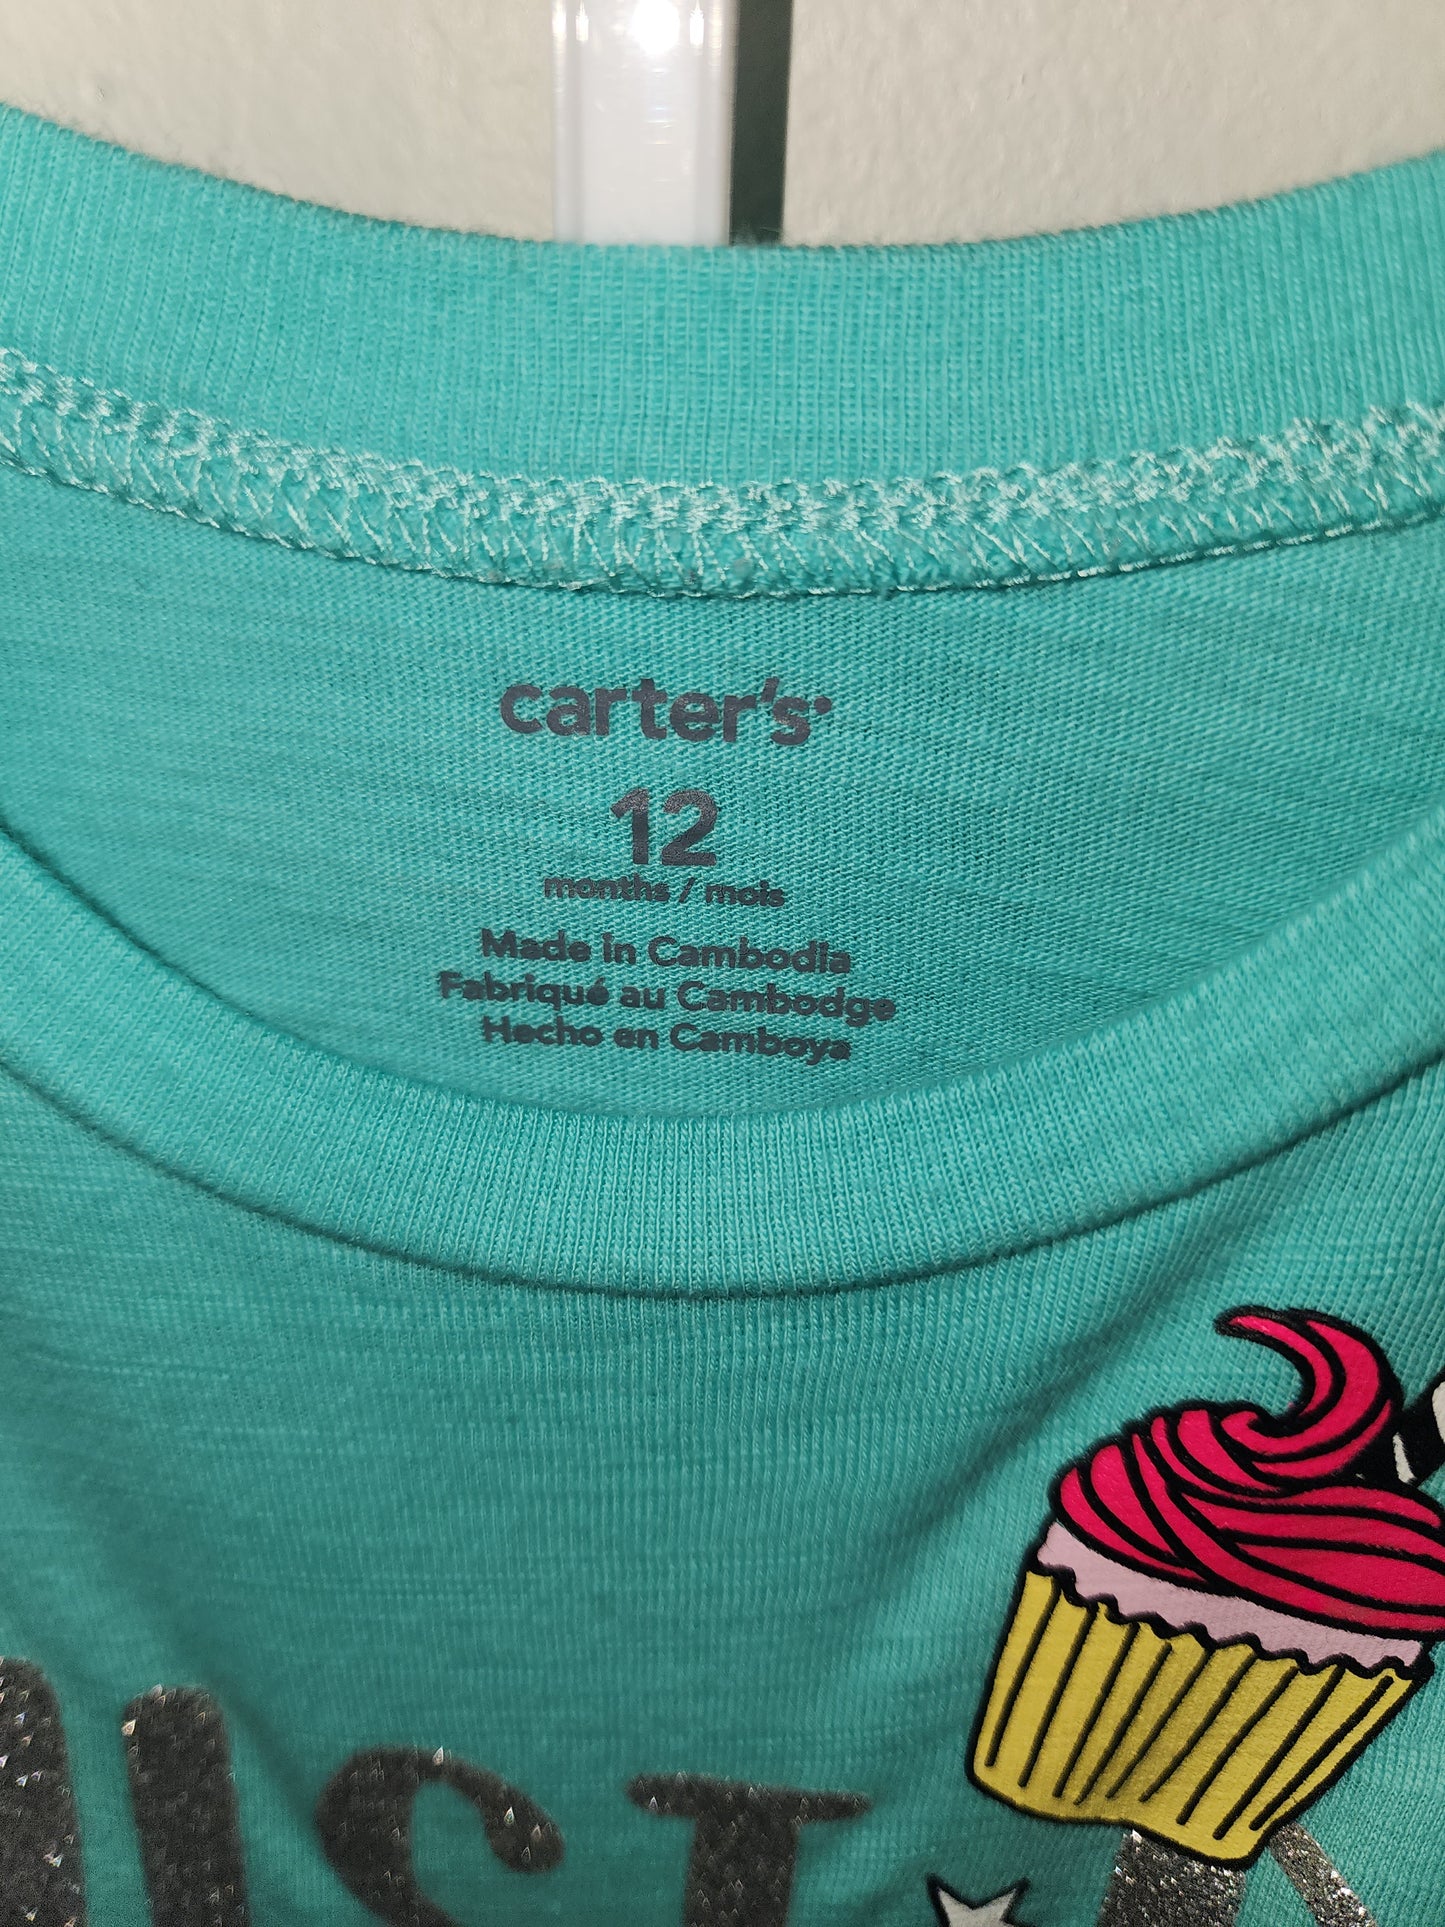 carter's
12
months / mois
Made in Cambodia
Fabriqué au Cambodge
Hecho en Camboya